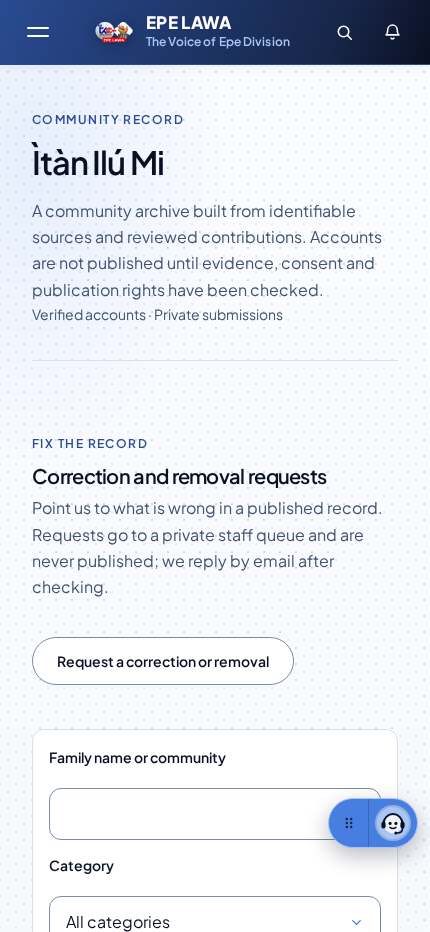 EPE LAWA
The Voice of Epe Division
EPE LAWA
COMMUNITY RECORD
Ìtàn Ilú Mi
A community archive built from identifiable
sources and reviewed contributions. Accounts
are not published until evidence, consent and
publication rights have been checked.
Verified accounts · Private submissions
FIX THE RECORD
Correction and removal requests
Point us to what is wrong in a published record.
Requests go to a private staff queue and are
never published; we reply by email after
checking.
Request a correction or removal
Family name or community
Category
All categories